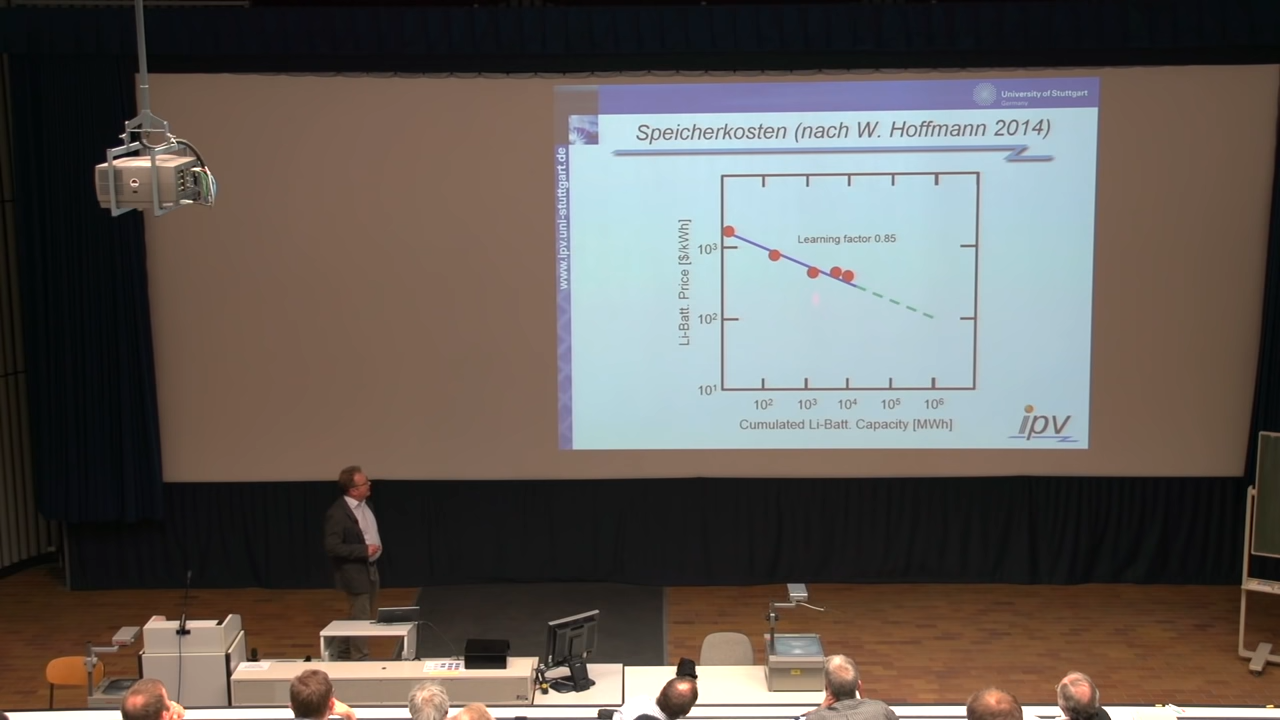 University of Stuttgart
Germany
Speicherkosten (nach W. Hoffmann 2014)
www.ipv.uni-stuttgart.de
Li-Batt. Price [$/kWh]
Learning factor 0.85
10³
10²
10¹
10² 10³ 10⁴ 10⁵ 10⁶
Cumulated Li-Batt. Capacity [MWh]
ipv